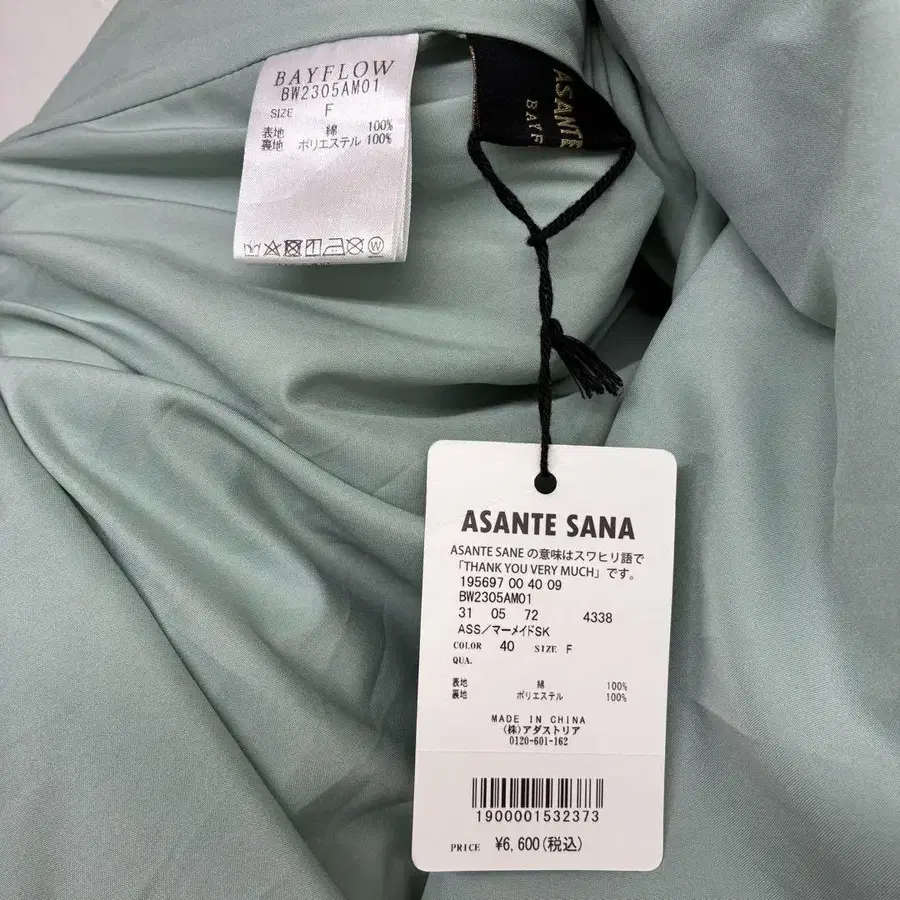 BAYFLOW
BW2305AM01
SIZE F
表地 綿 100%
裏地 ポリエステル 100%
W
ASANTE
BAYF
ASANTE SANA
ASANTE SANE の意味はスワヒリ語で
「THANK YOU VERY MUCH」です。
195697 00 40 09
BW2305AM01
31 05 72 4338
ASS/マーメイドSK
COLOR 40 SIZE F
QUA.
表地 綿 100%
裏地 ポリエステル 100%
MADE IN CHINA
(株)アダストリア
0120-601-162
1900001532373
PRICE ¥6,600(税込)